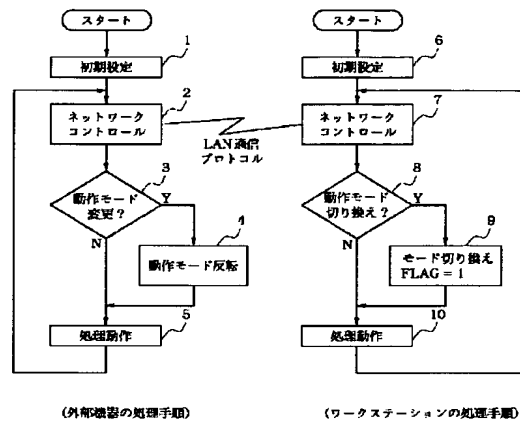 スタート
1
初期設定
2
ネットワーク
コントロール
3
動作モード
変更?
Y
N
4
動作モード反転
5
処理動作
(外部機器の処理手順)
LAN通信
プロトコル
スタート
6
初期設定
7
ネットワーク
コントロール
8
動作モード
切り換え?
Y
N
9
モード切り換え
FLAG = 1
10
処理動作
(ワークステーションの処理手順)